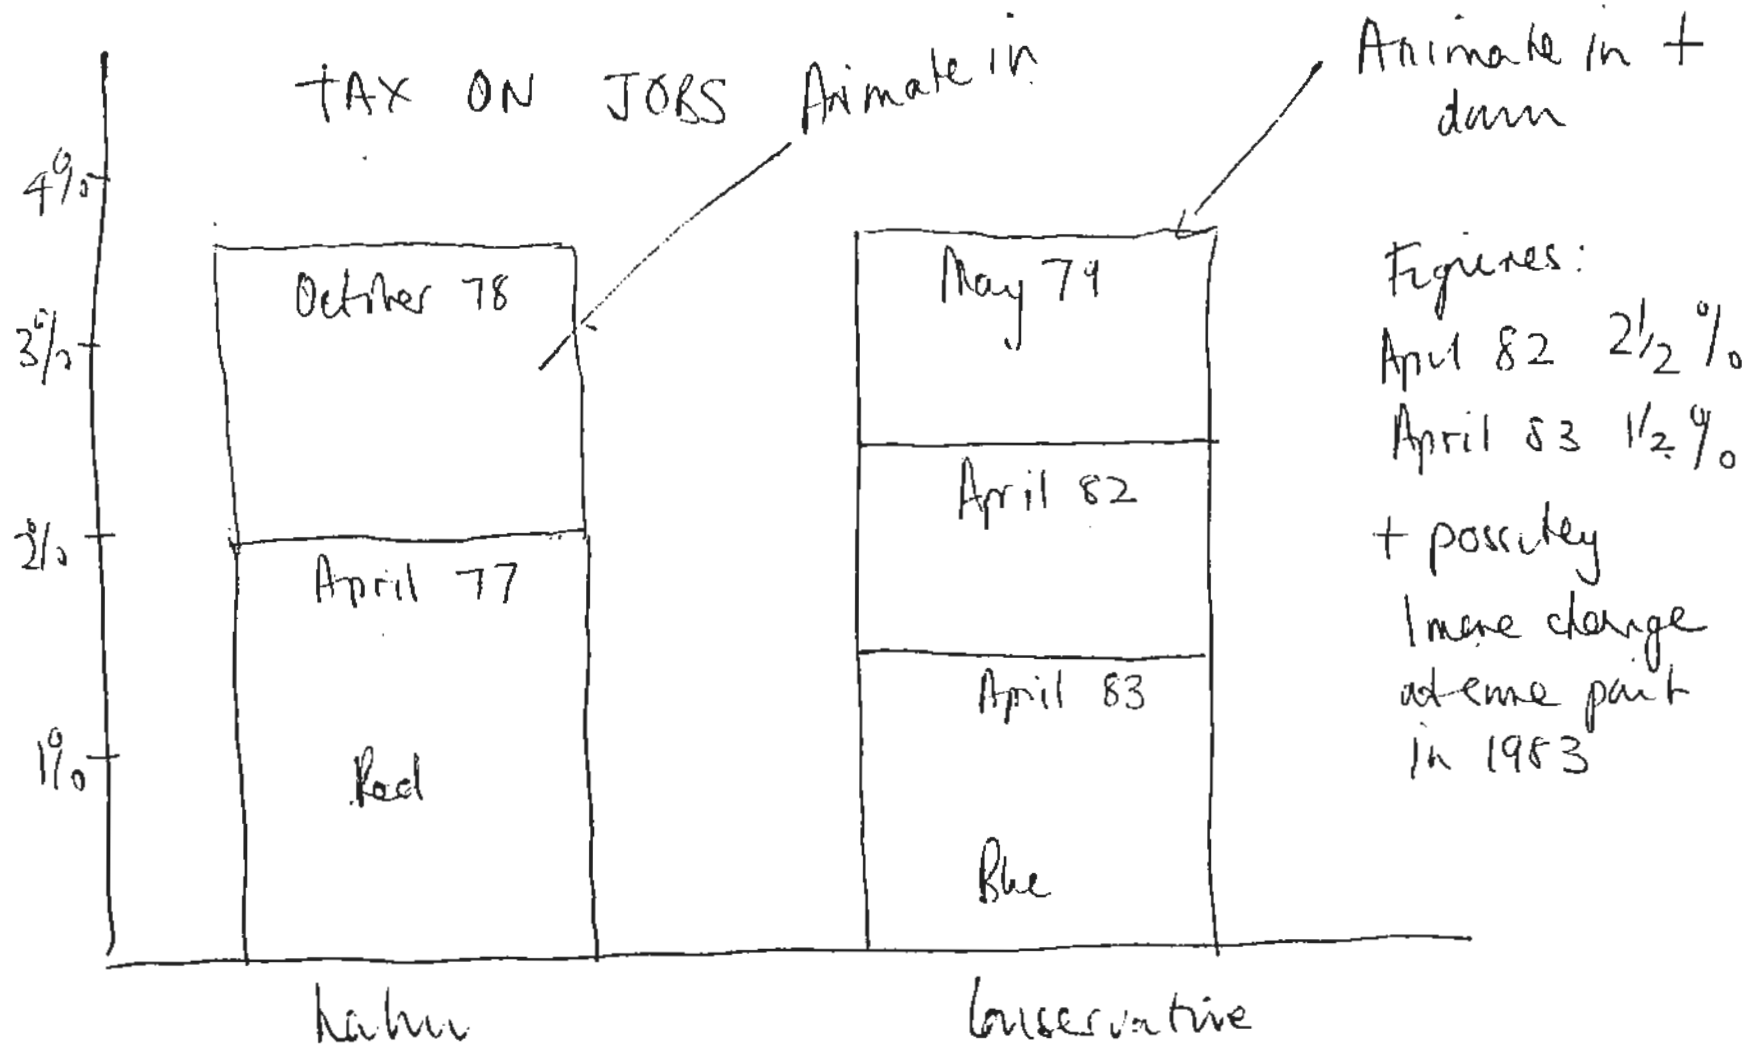 TAX ON JOBS
Animate in
Animate in +
down
4%
3%
2%
1%
October 78
April 77
Red
May 79
April 82
April 83
Blue
Labour
Conservative
Figures:
April 82 2½%
April 83 1½%
+ possibly
1 more change
at some point
in 1983